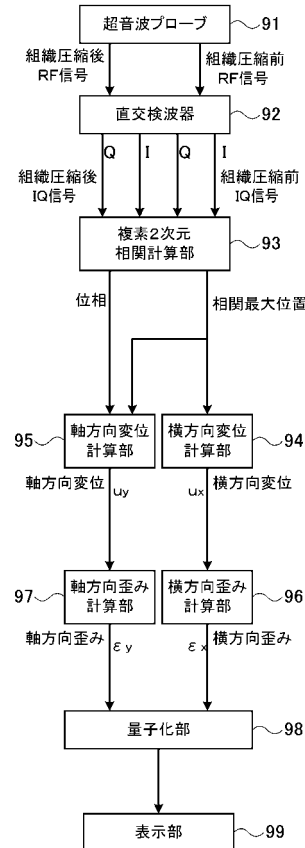 超音波プローブ
91
組織圧縮後
RF信号
組織圧縮前
RF信号
直交検波器
92
Q I Q I
組織圧縮後
IQ信号
組織圧縮前
IQ信号
複素2次元
相関計算部
93
位相
相関最大位置
95
軸方向変位
計算部
横方向変位
計算部
94
軸方向変位
uy
ux
横方向変位
97
軸方向歪み
計算部
横方向歪み
計算部
96
軸方向歪み
εy
εx
横方向歪み
量子化部
98
表示部
99